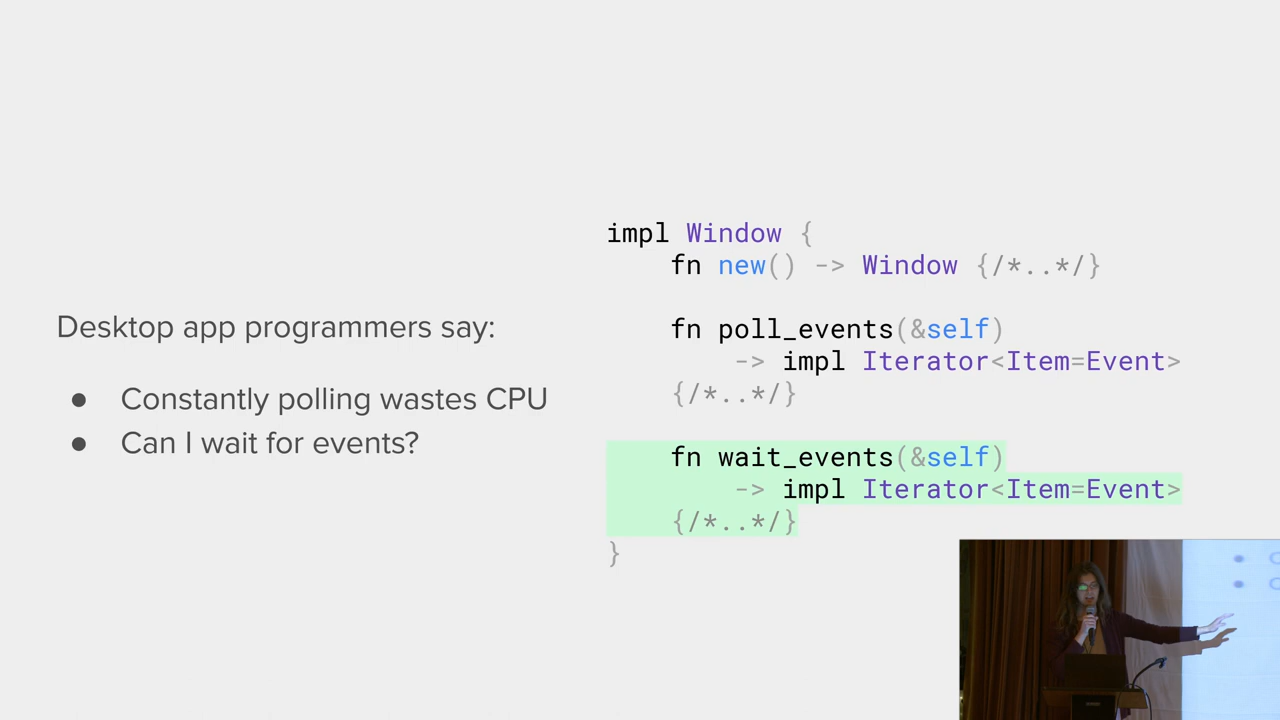 Desktop app programmers say:
● Constantly polling wastes CPU
● Can I wait for events?
impl Window {
    fn new() -> Window {/*..*/}
    fn poll_events(&self)
        -> impl Iterator<Item=Event>
    {/*..*/}
    fn wait_events(&self)
        -> impl Iterator<Item=Event>
    {/*..*/}
}